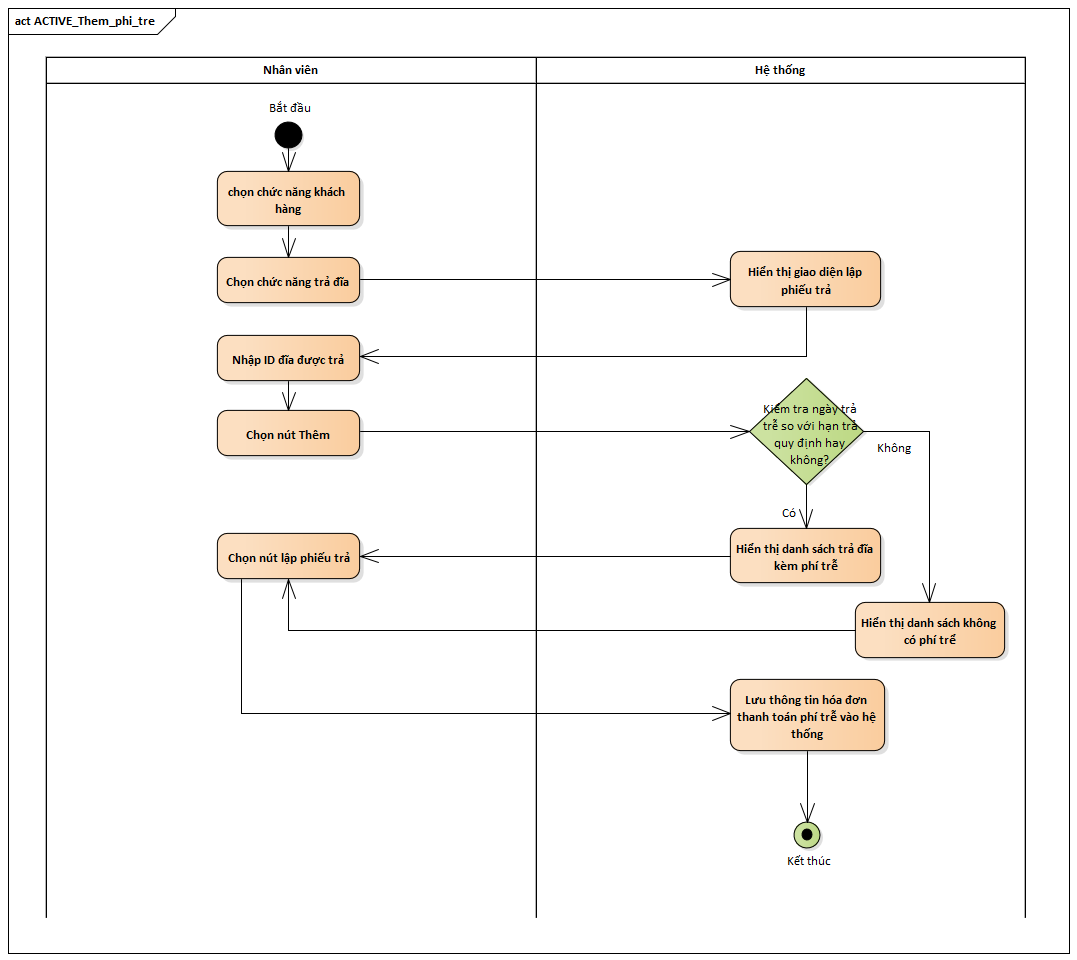 act ACTIVE_Them_phi_tre
Nhân viên
Hệ thống
Bắt đầu
chọn chức năng khách
hàng
Chọn chức năng trả đĩa
Hiển thị giao diện lập
phiếu trả
Nhập ID đĩa được trả
Chọn nút Thêm
Kiểm tra ngày trả
trễ so với hạn trả
quy định hay
không?
Không
Có
Hiển thị danh sách trả đĩa
kèm phí trễ
Chọn nút lập phiếu trả
Hiển thị danh sách không
có phí trể
Lưu thông tin hóa đơn
thanh toán phí trễ vào hệ
thống
Kết thúc